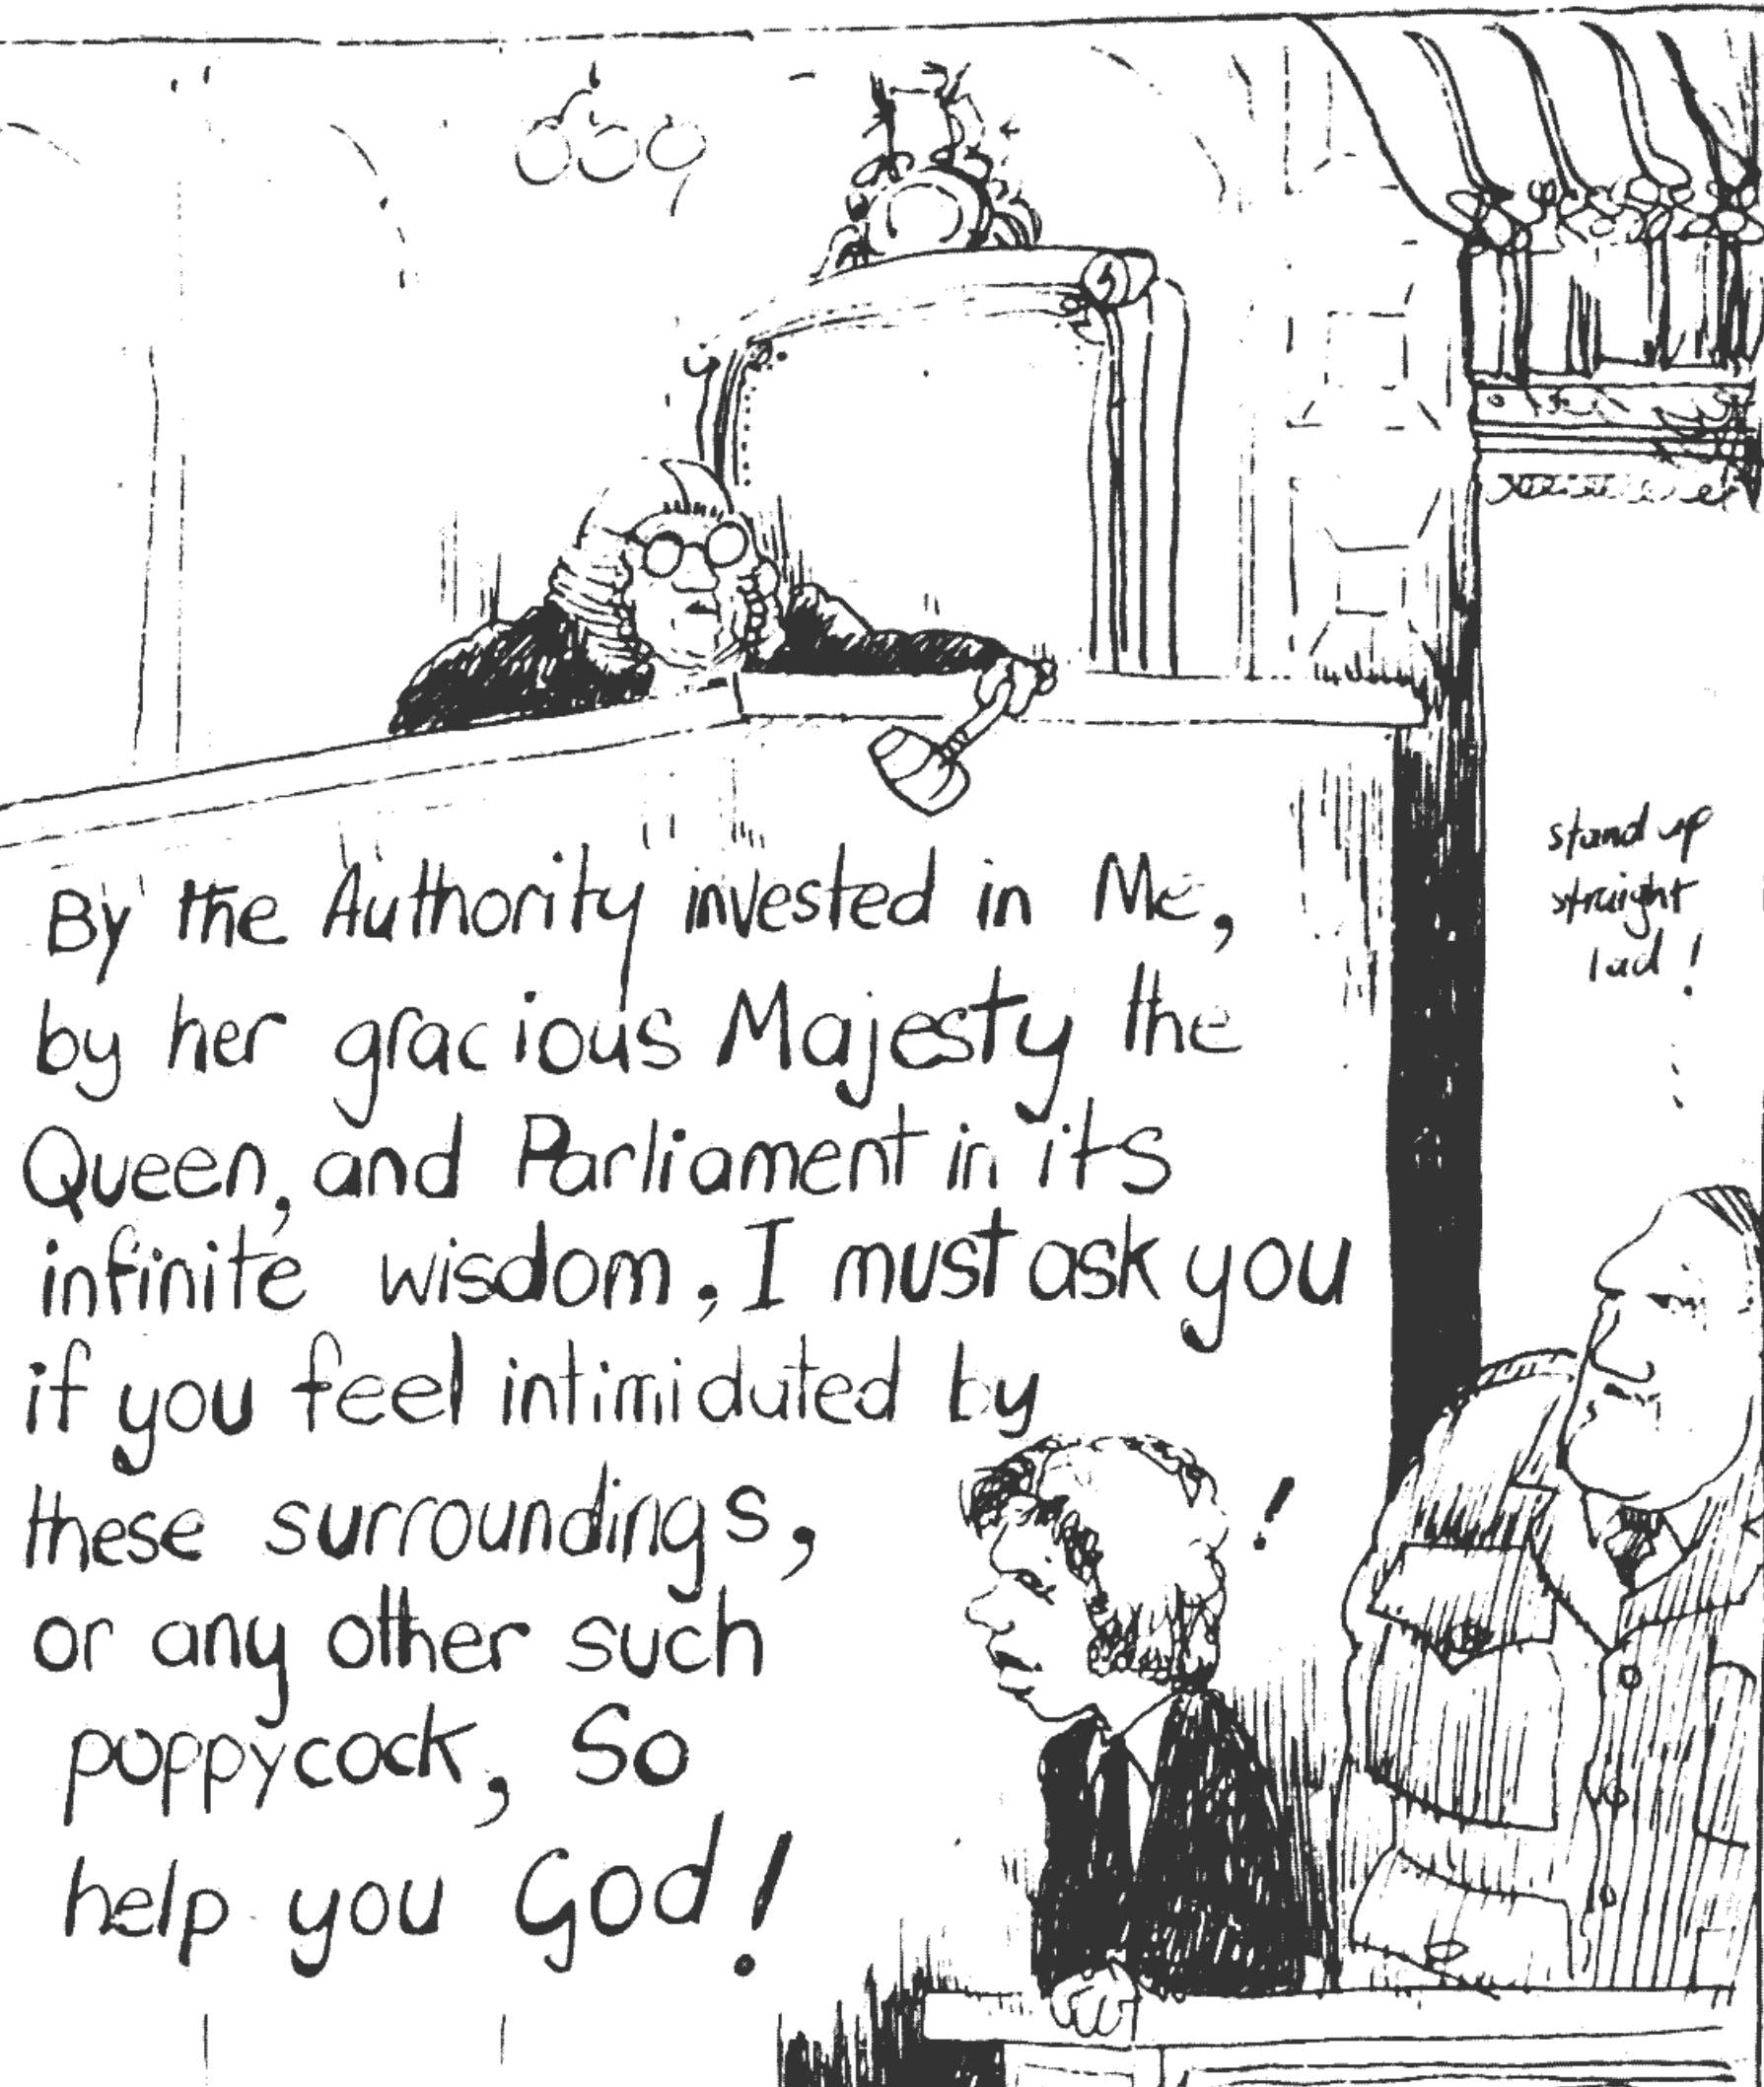 By the Authority invested in Me,
by her gracious Majesty the
Queen, and Parliament in its
infinite wisdom, I must ask you
if you feel intimidated by
these surroundings,
or any other such
poppycock, So
help you God!
stand up
straight
lad!
!